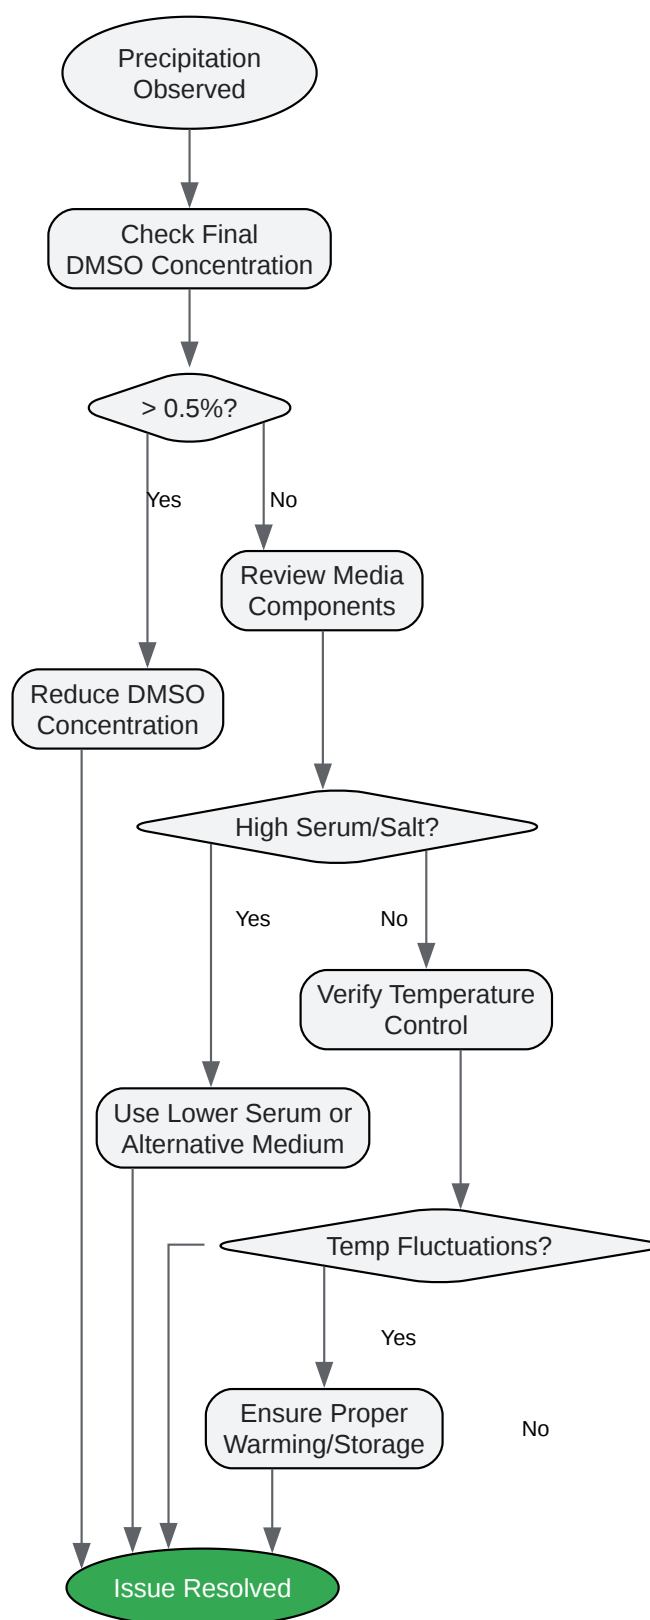 Precipitation
Observed
Check Final
DMSO Concentration
> 0.5%?
Yes
No
Review Media
Components
Reduce DMSO
Concentration
High Serum/Salt?
Yes
No
Verify Temperature
Control
Use Lower Serum or
Alternative Medium
Temp Fluctuations?
Yes
Ensure Proper
Warming/Storage
No
Issue Resolved